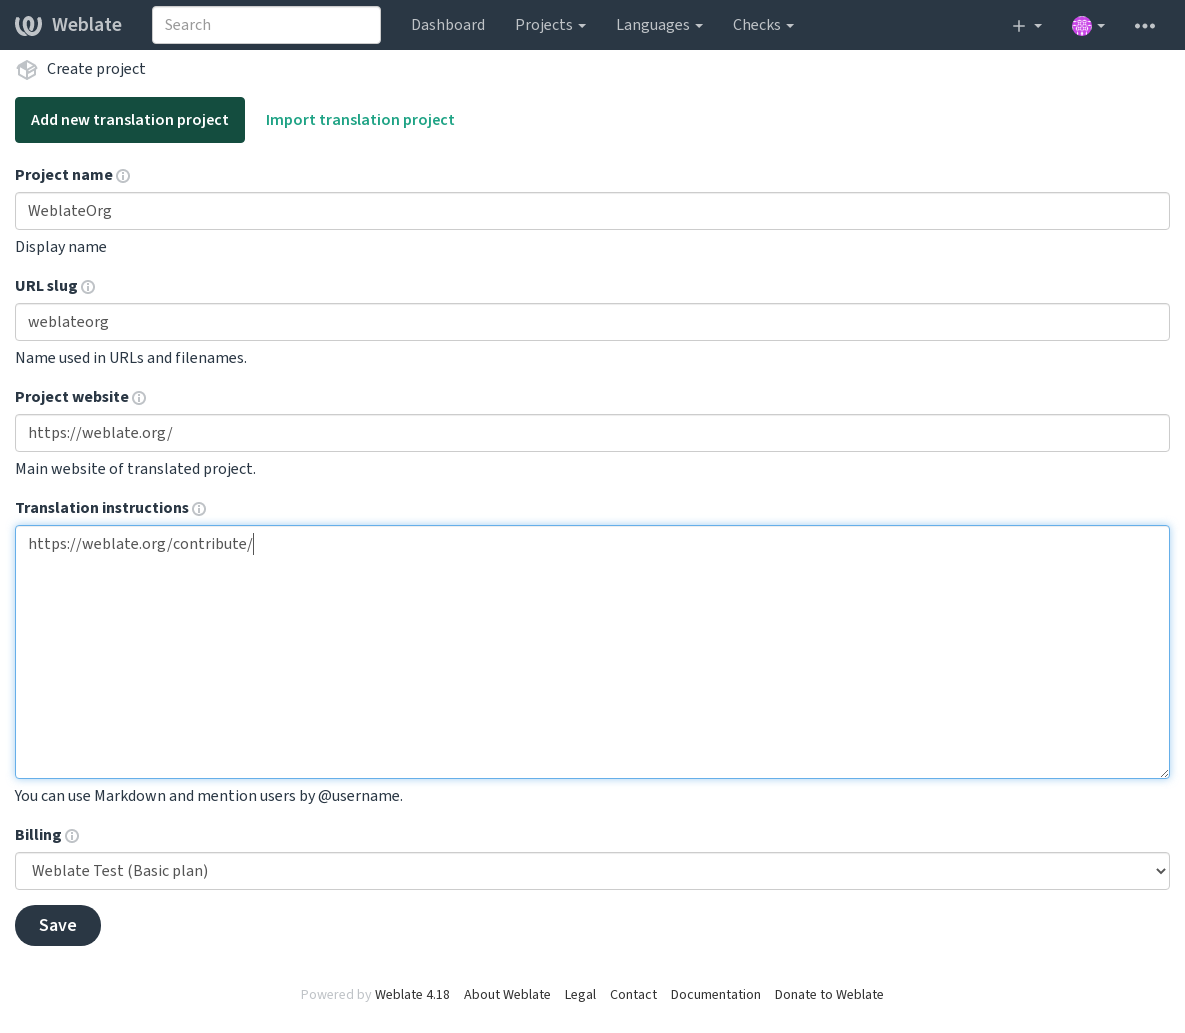 Weblate Search Dashboard Projects Languages Checks
Create project
Add new translation project Import translation project
Project name
WeblateOrg
Display name
URL slug
weblateorg
Name used in URLs and filenames.
Project website
https://weblate.org/
Main website of translated project.
Translation instructions
https://weblate.org/contribute/
You can use Markdown and mention users by @username.
Billing
Weblate Test (Basic plan)
Save
Powered by Weblate 4.18 About Weblate Legal Contact Documentation Donate to Weblate